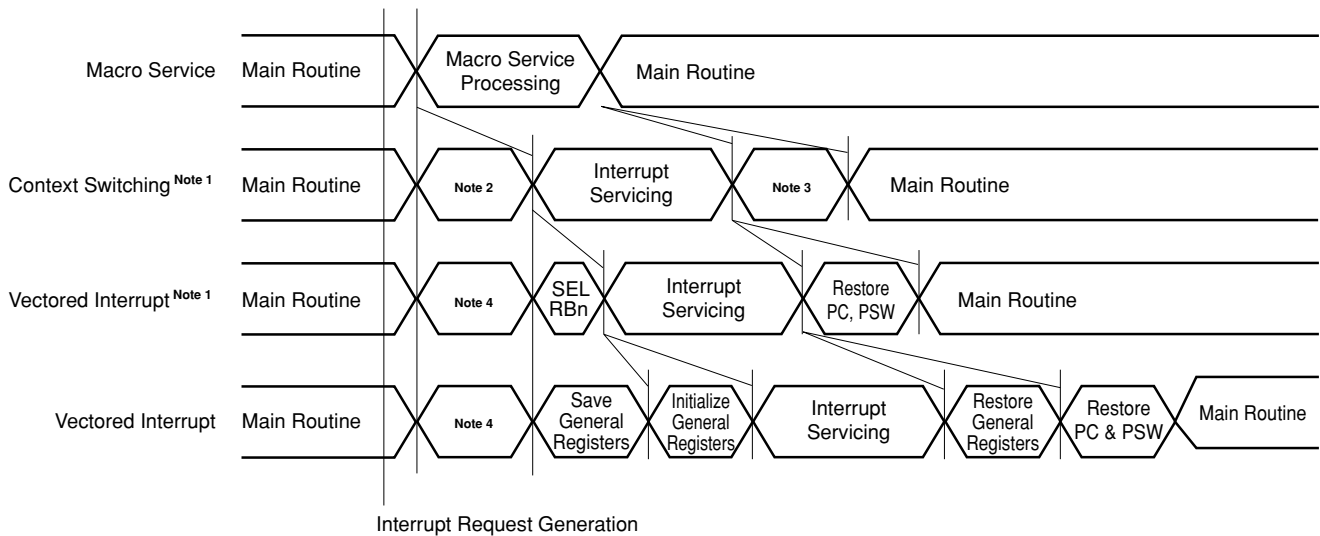 Macro Service Main Routine Macro Service Processing Main Routine
Context Switching Note 1 Main Routine Note 2 Interrupt Servicing Note 3 Main Routine
Vectored Interrupt Note 1 Main Routine Note 4 SEL RBn Interrupt Servicing Restore PC, PSW Main Routine
Vectored Interrupt Main Routine Note 4 Save General Registers Initialize General Registers Interrupt Servicing Restore General Registers Restore PC & PSW Main Routine
Interrupt Request Generation